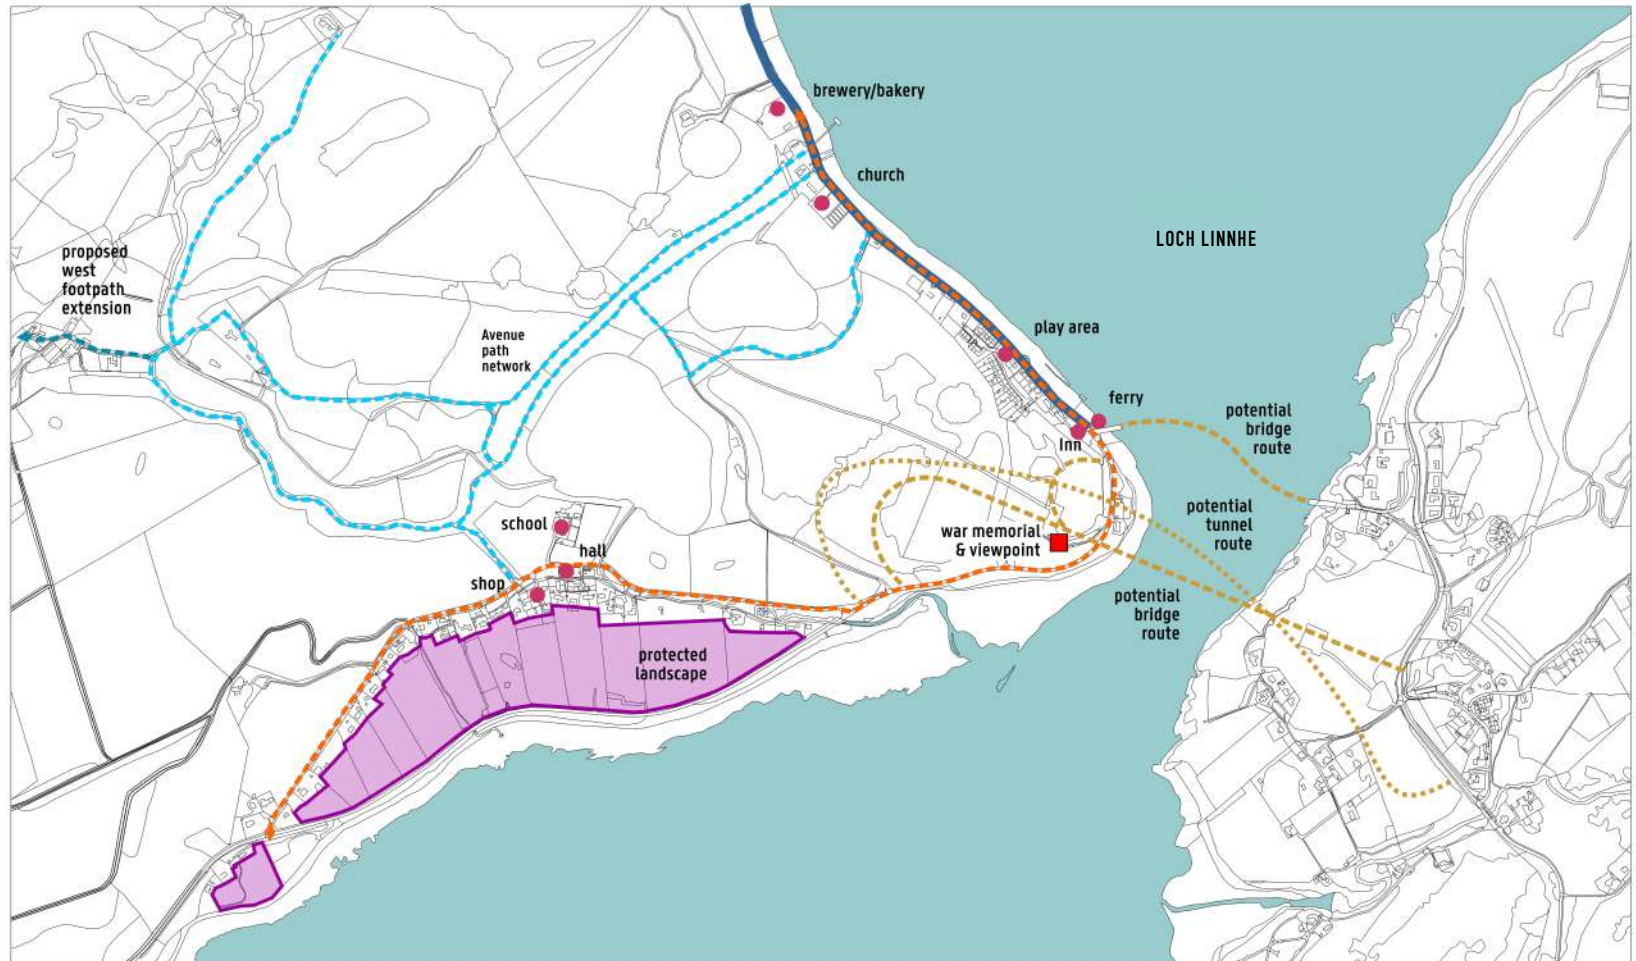 brewery/bakery
church
LOCH LINNHE
proposed
west
footpath
extension
Avenue
path
network
play area
ferry
Inn
potential
bridge
route
potential
tunnel
route
school
hall
shop
war memorial
& viewpoint
potential
bridge
route
protected
landscape